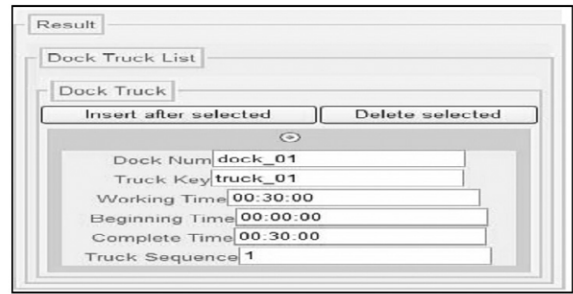 Result
Dock Truck List
Dock Truck
Insert after selected Delete selected
Dock Num dock_01
Truck Key truck_01
Working Time 00:30:00
Beginning Time 00:00:00
Complete Time 00:30:00
Truck Sequence 1